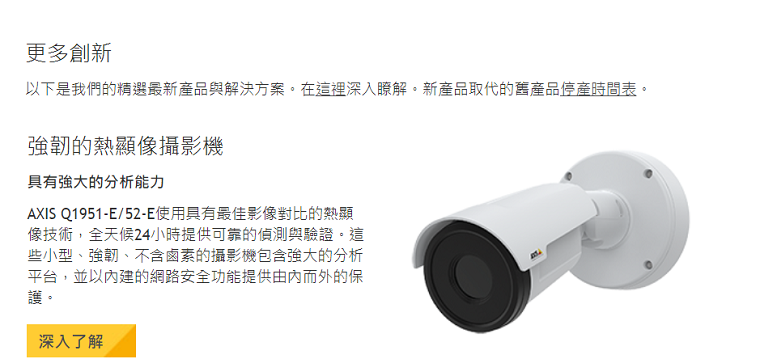 更多創新
以下是我們的精選最新產品與解決方案。在這裡深入瞭解。新產品取代的舊產品停產時間表。
強韌的熱顯像攝影機
具有強大的分析能力
AXIS Q1951-E/52-E使用具有最佳影像對比的熱顯
像技術，全天候24小時提供可靠的偵測與驗證。這
些小型、強韌、不含鹵素的攝影機包含強大的分析
平台，並以內建的網路安全功能提供由內而外的保
護。
深入了解
AXIS